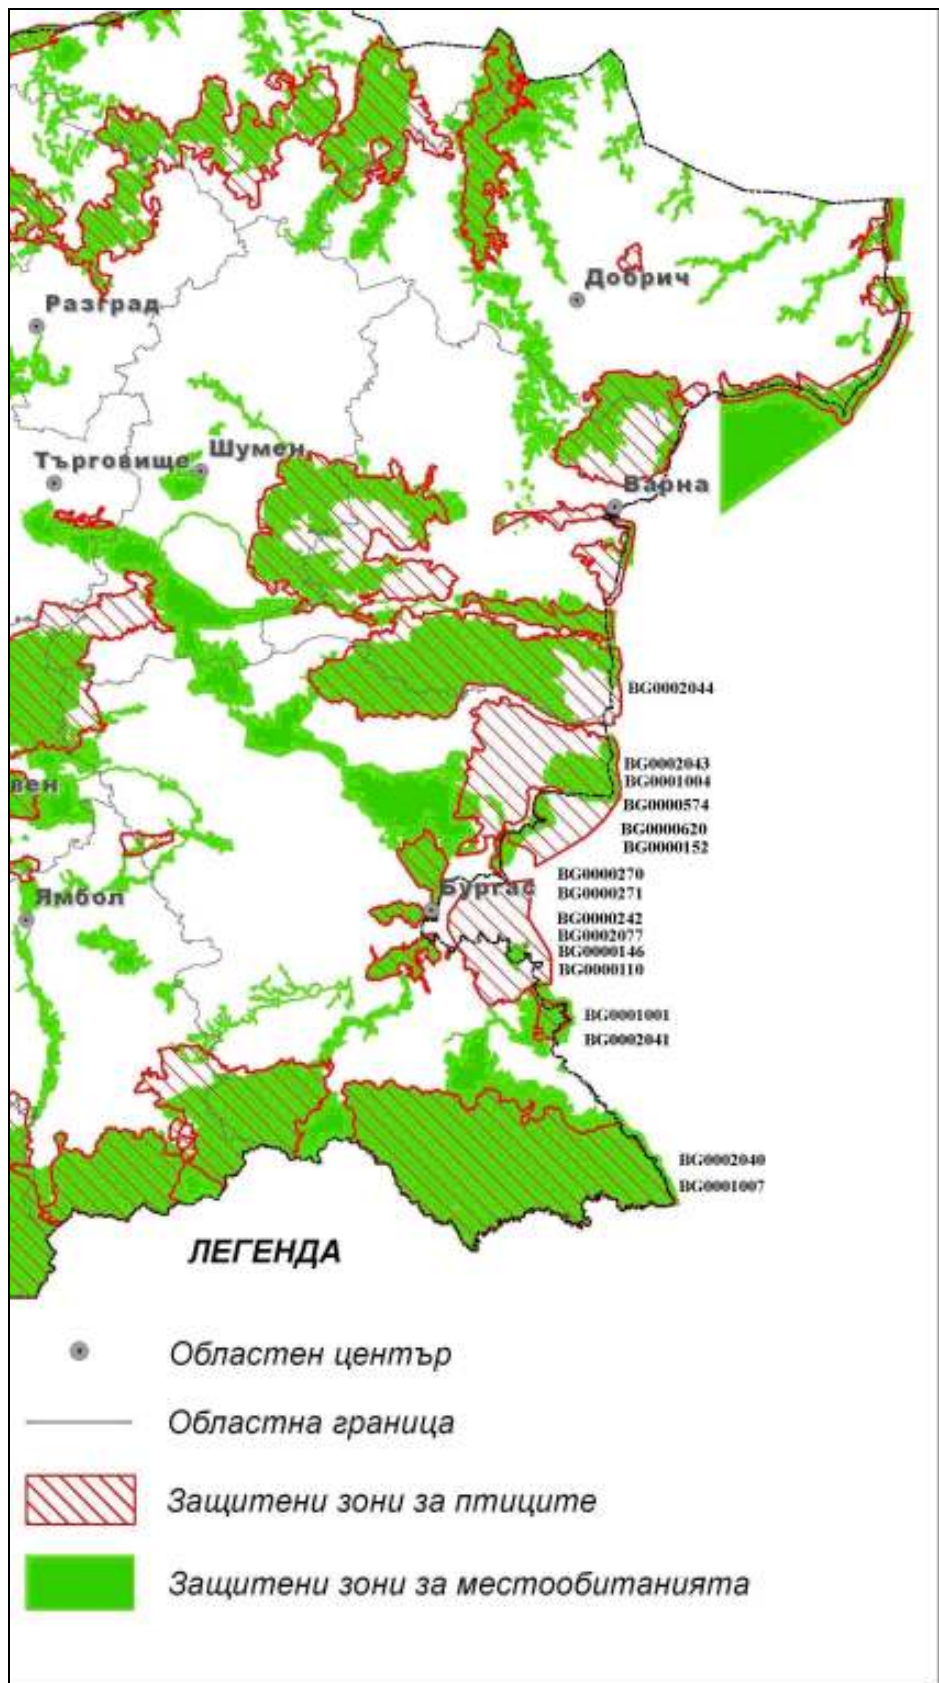 Добрич
Разград
Шумен
Търговище
Варна
BG0002044
BG0002043
вен
BG0001004
BG0000574
BG0000620
BG0000152
BG0000270
Бургас
BG0000271
Ямбол
BG0000242
BG0002077
BG0000146
BG0000110
BG0001001
BG0002041
BG0002040
BG0001007
ЛЕГЕНДА
Областен център
Областна граница
Защитени зони за птиците
Защитени зони за местообитанията